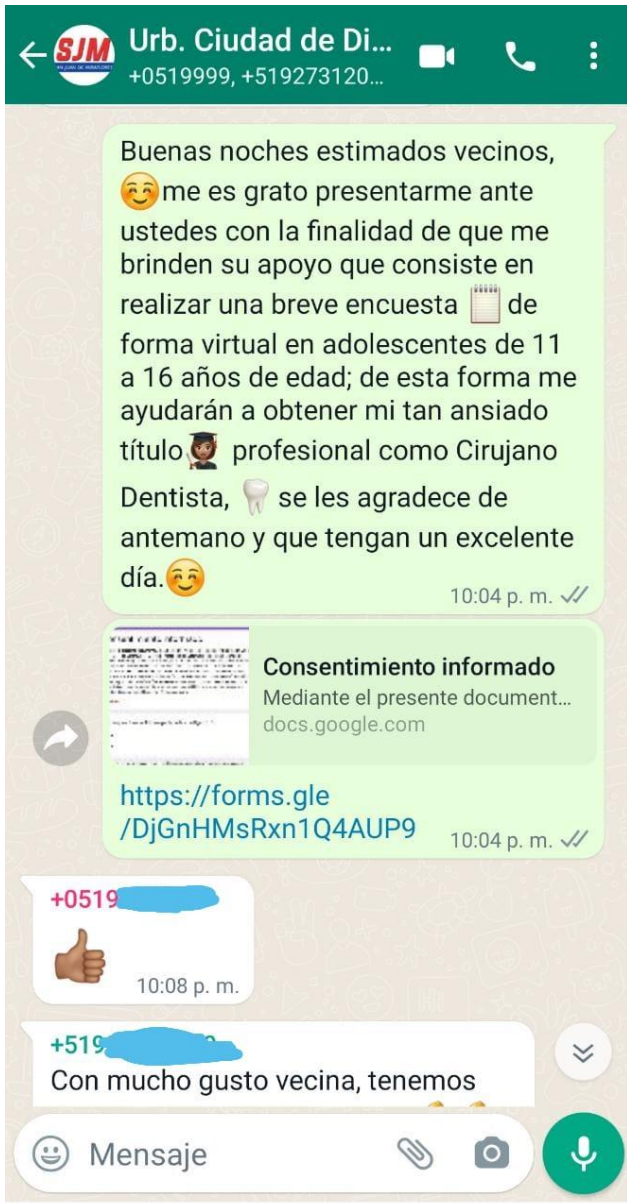 SJM
Urb. Ciudad de Di...
+0519999, +519273120...
Buenas noches estimados vecinos,
☺️me es grato presentarme ante
ustedes con la finalidad de que me
brinden su apoyo que consiste en
realizar una breve encuesta 🗒️ de
forma virtual en adolescentes de 11
a 16 años de edad; de esta forma me
ayudarán a obtener mi tan ansiado
título👩🏽‍🎓 profesional como Cirujano
Dentista, 🦷 se les agradece de
antemano y que tengan un excelente
día.☺️
10:04 p. m.
Consentimiento informado
Mediante el presente document...
docs.google.com
https://forms.gle
/DjGnHMsRxn1Q4AUP9
10:04 p. m.
+0519
👍🏽
10:08 p. m.
+519
Con mucho gusto vecina, tenemos
Mensaje